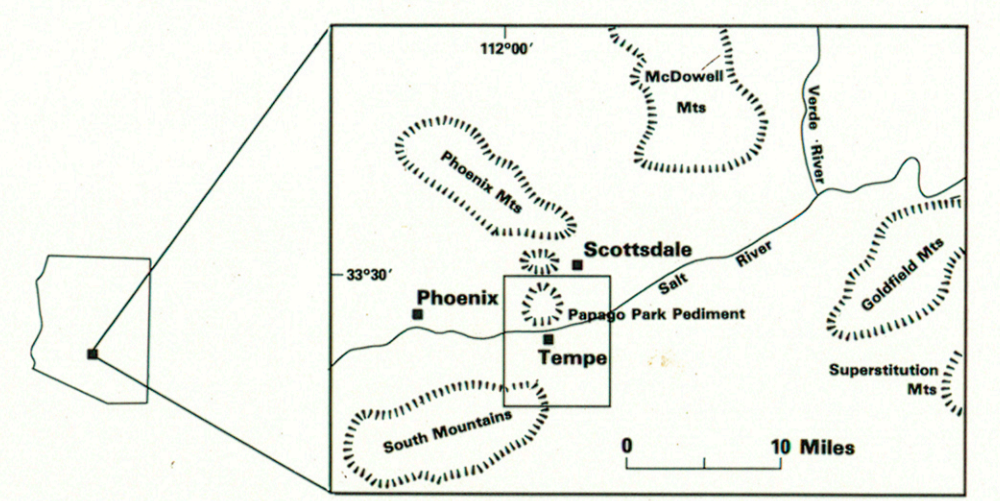 112°00′
McDowell
Mts
Verde River
Phoenix Mts
Scottsdale
Salt River
33°30′
Goldfield Mts
Phoenix
Papago Park Pediment
Tempe
Superstitution
Mts
South Mountains
0 10 Miles